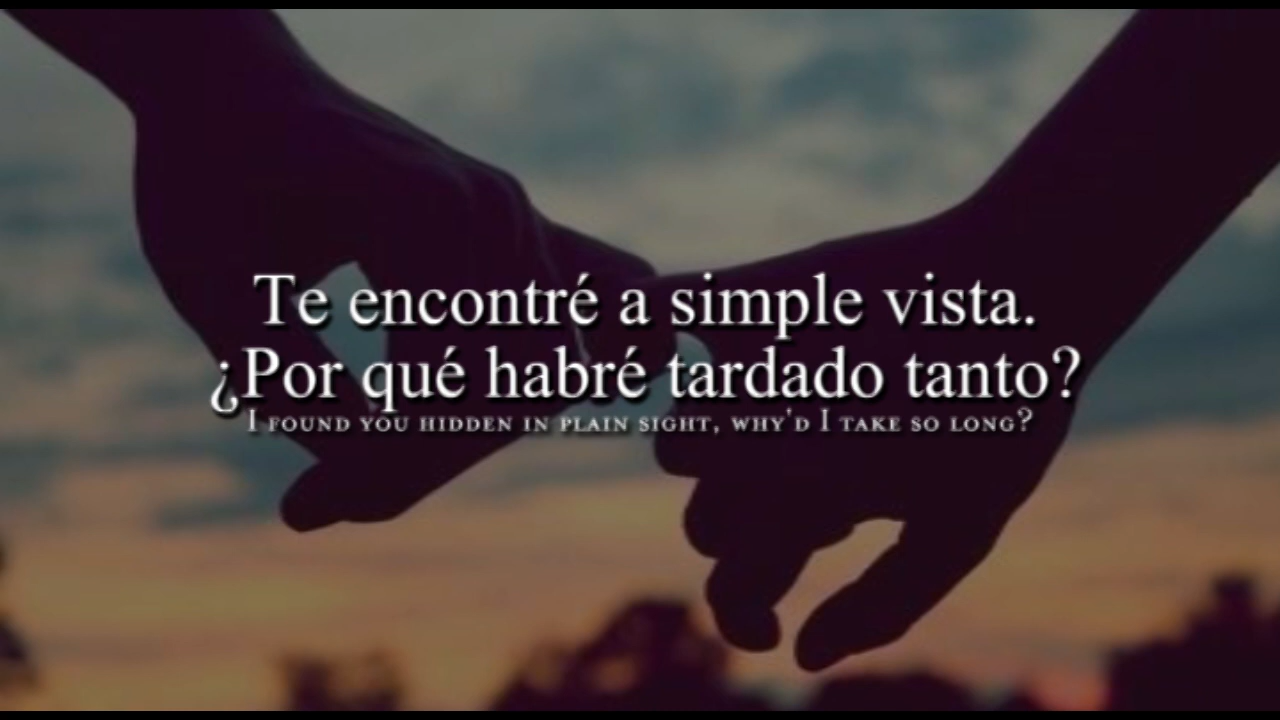 Te encontré a simple vista.
¿Por qué habré tardado tanto?
I found you hidden in plain sight, why'd I take so long?